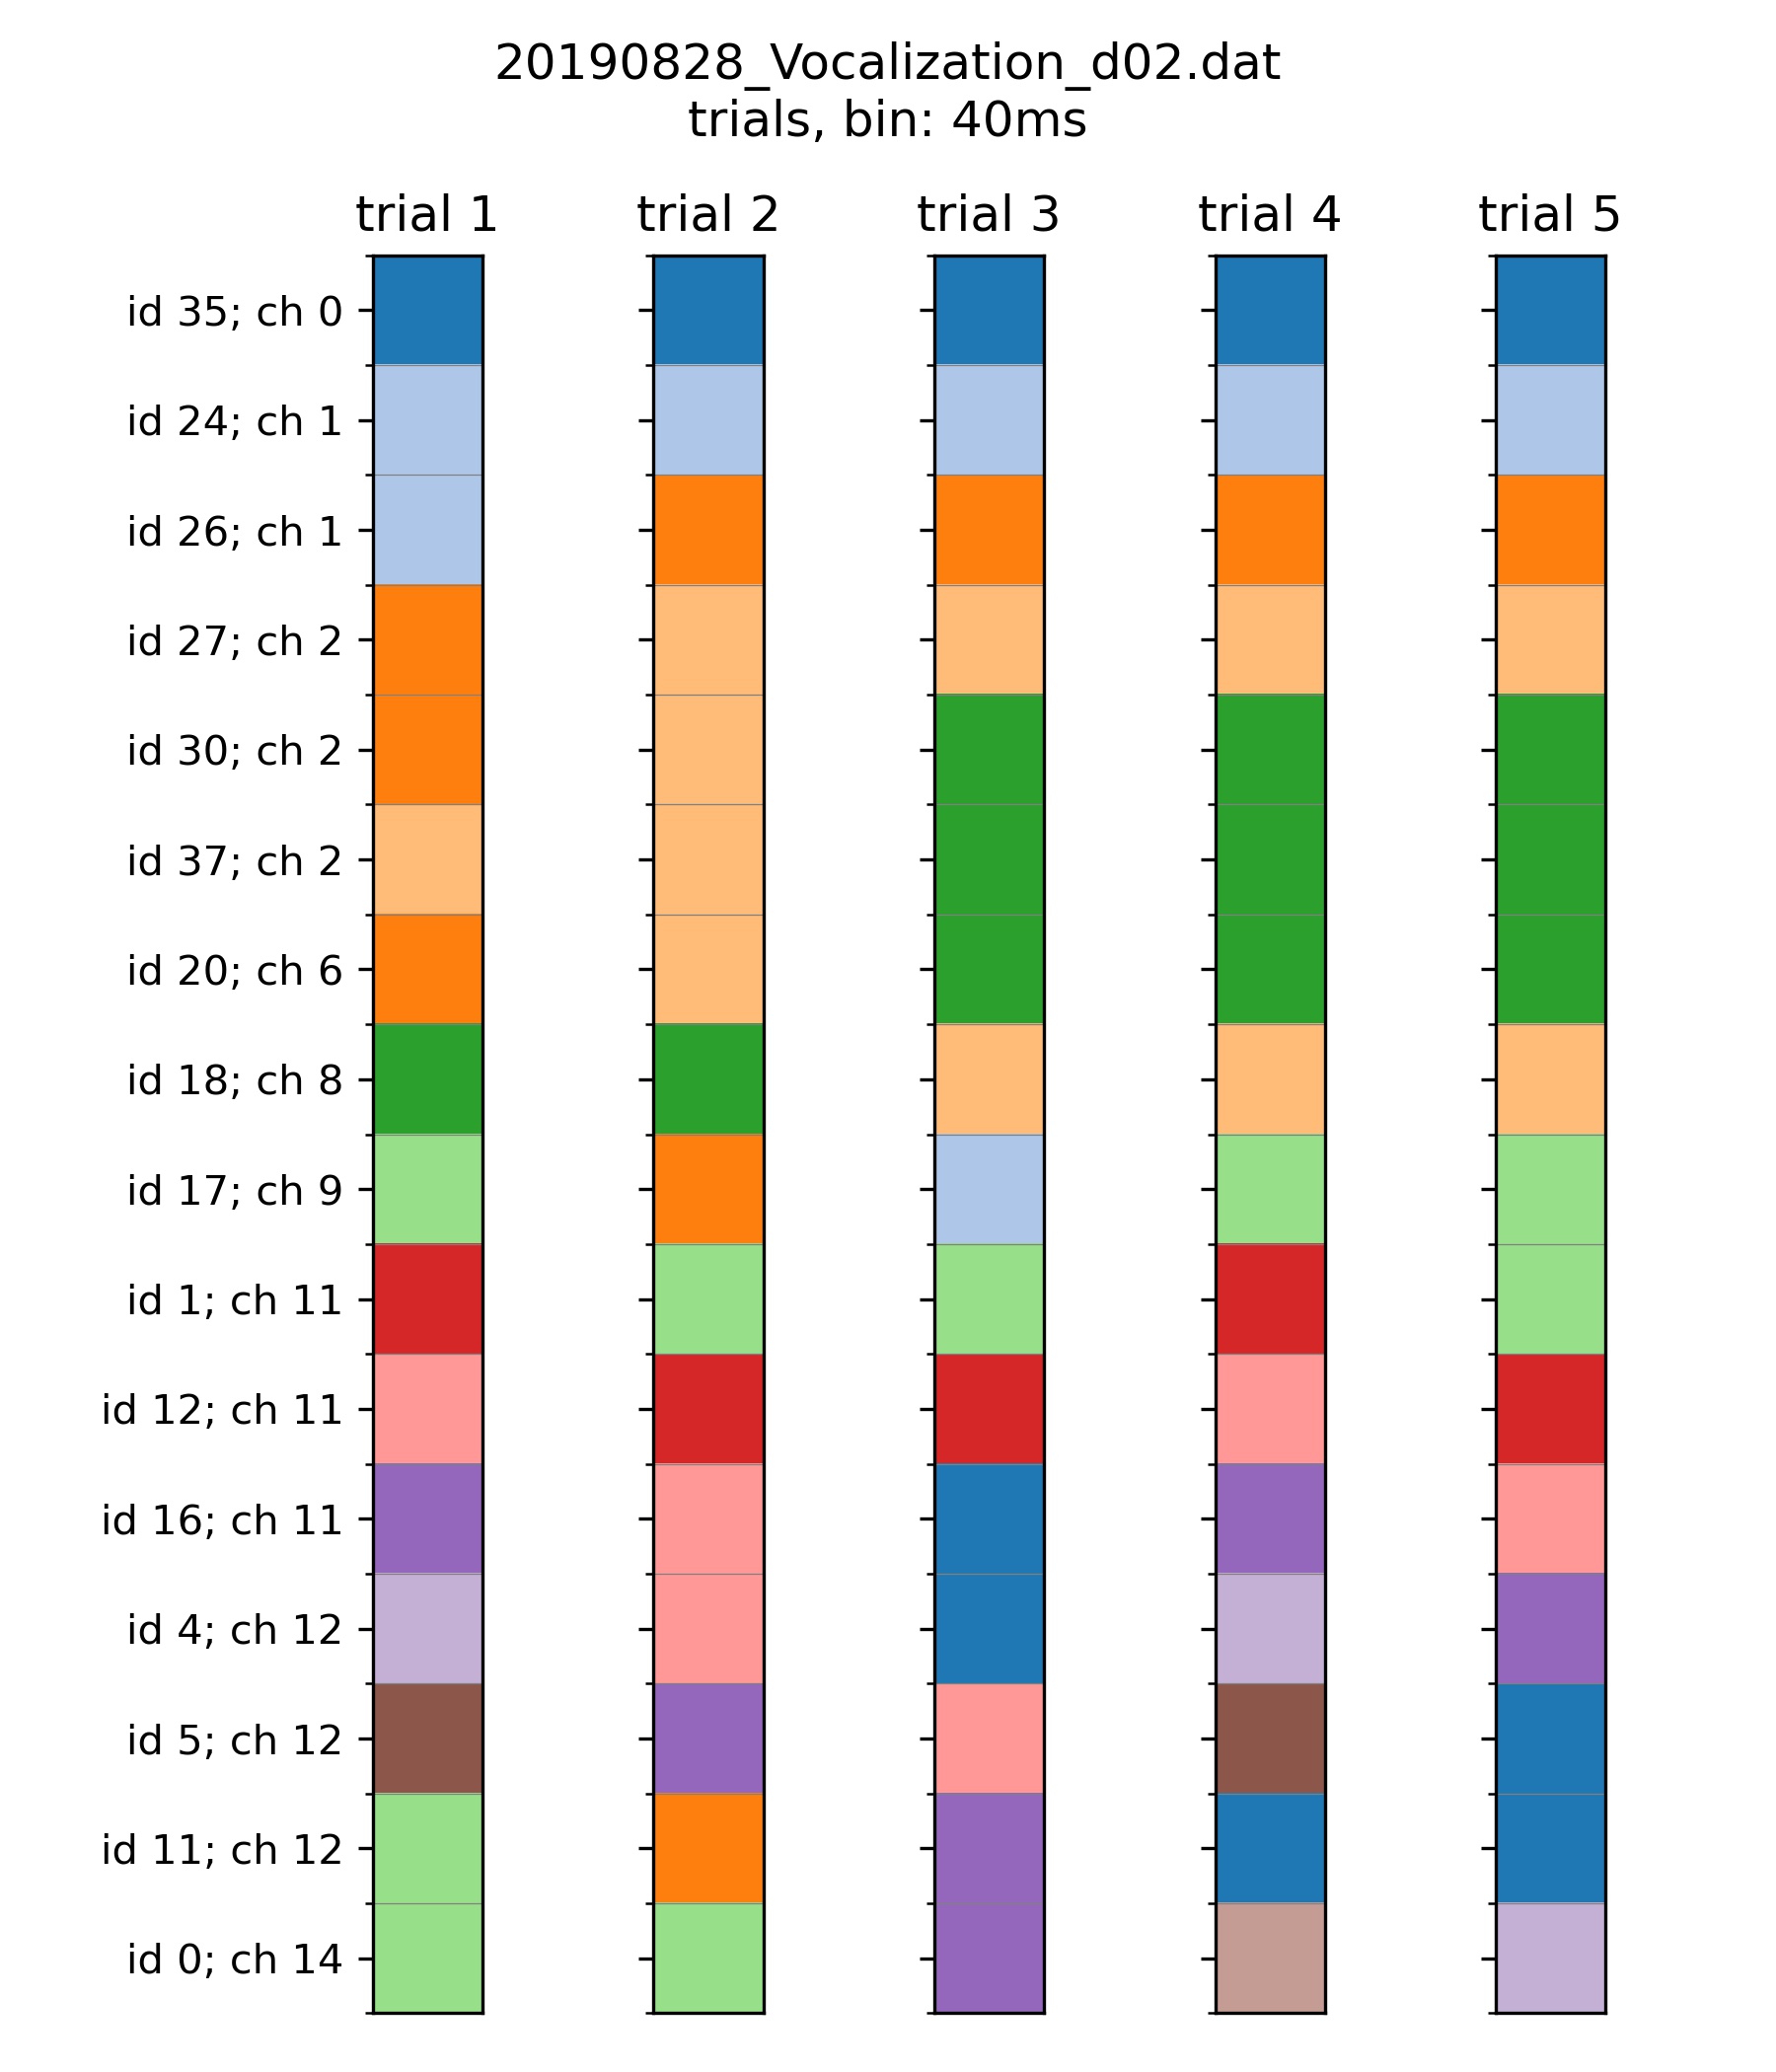 20190828_Vocalization_d02.dat
trials, bin: 40ms
trial 1 trial 2 trial 3 trial 4 trial 5
id 35; ch 0
id 24; ch 1
id 26; ch 1
id 27; ch 2
id 30; ch 2
id 37; ch 2
id 20; ch 6
id 18; ch 8
id 17; ch 9
id 1; ch 11
id 12; ch 11
id 16; ch 11
id 4; ch 12
id 5; ch 12
id 11; ch 12
id 0; ch 14